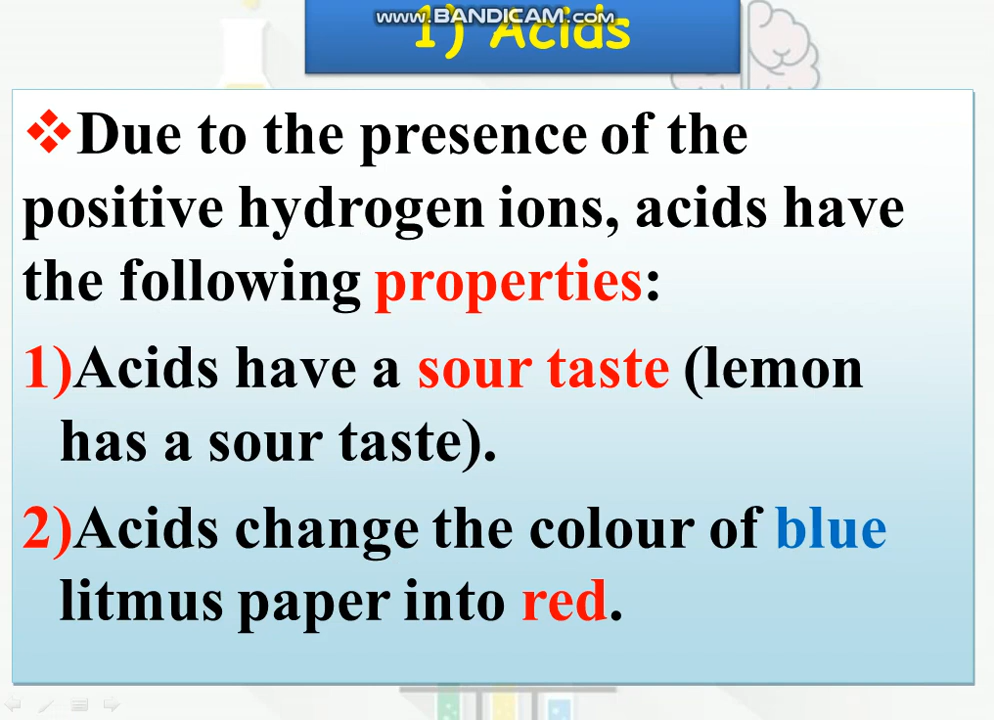 www.BANDICAM.com
1) Acids
❖Due to the presence of the
positive hydrogen ions, acids have
the following properties:
1)Acids have a sour taste (lemon
has a sour taste).
2)Acids change the colour of blue
litmus paper into red.